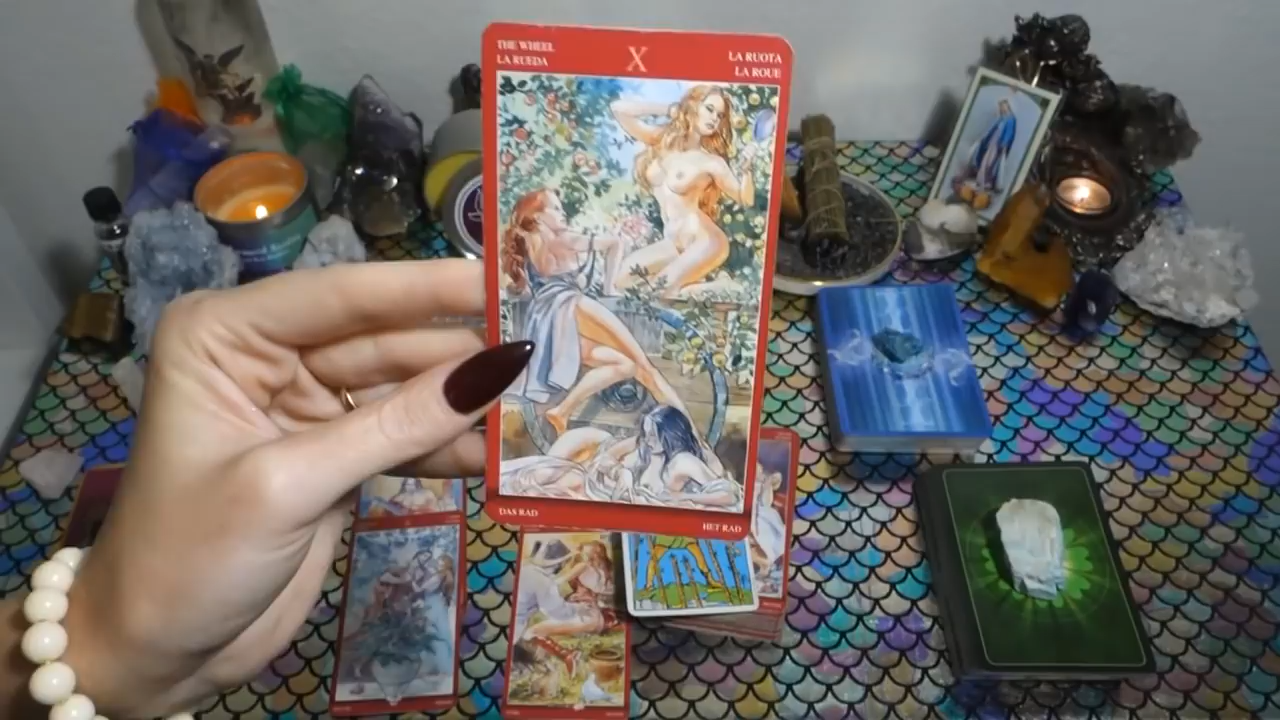 THE WHEEL
LA RUEDA
X
LA RUOTA
LA ROUE
DAS RAD
HET RAD